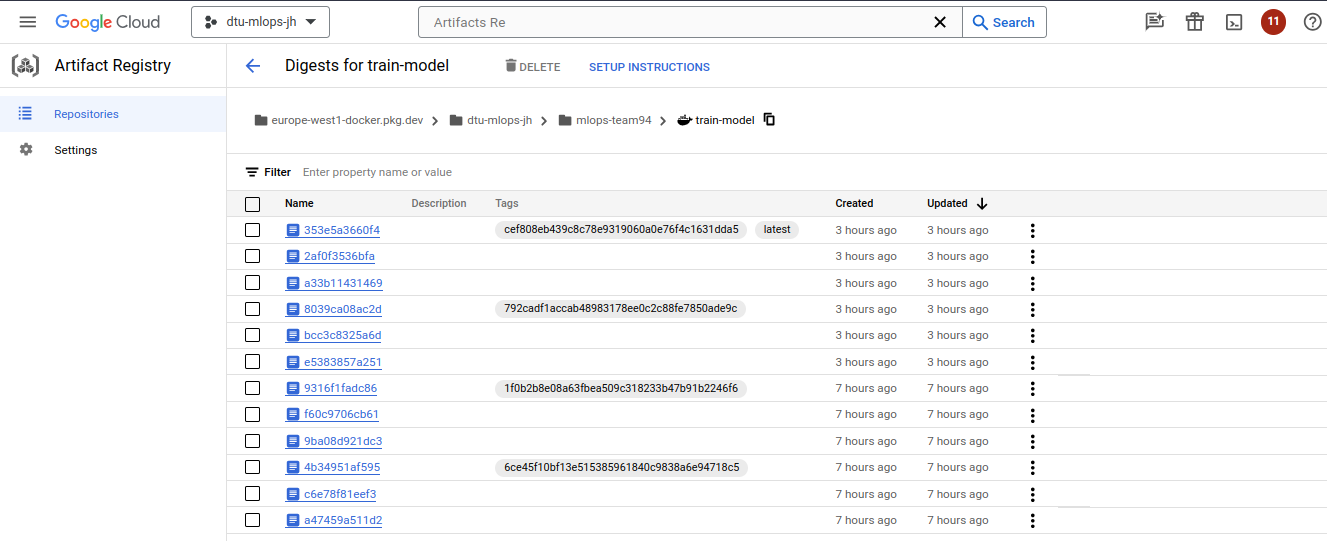 Google Cloud dtu-mlops-jh Artifacts Re Search 11
Artifact Registry Digests for train-model DELETE SETUP INSTRUCTIONS
Repositories
Settings
europe-west1-docker.pkg.dev dtu-mlops-jh mlops-team94 train-model
Filter Enter property name or value
Name Description Tags Created Updated
353e5a3660f4 cef808eb439c8c78e9319060a0e76f4c1631dda5 latest 3 hours ago 3 hours ago
2af0f3536bfa 3 hours ago 3 hours ago
a33b11431469 3 hours ago 3 hours ago
8039ca08ac2d 792cadf1accab48983178ee0c2c88fe7850ade9c 3 hours ago 3 hours ago
bcc3c8325a6d 3 hours ago 3 hours ago
e5383857a251 3 hours ago 3 hours ago
9316f1fadc86 1f0b2b8e08a63fbea509c318233b47b91b2246f6 7 hours ago 7 hours ago
f60c9706cb61 7 hours ago 7 hours ago
9ba08d921dc3 7 hours ago 7 hours ago
4b34951af595 6ce45f10bf13e515385961840c9838a6e94718c5 7 hours ago 7 hours ago
c6e78f81eef3 7 hours ago 7 hours ago
a47459a511d2 7 hours ago 7 hours ago